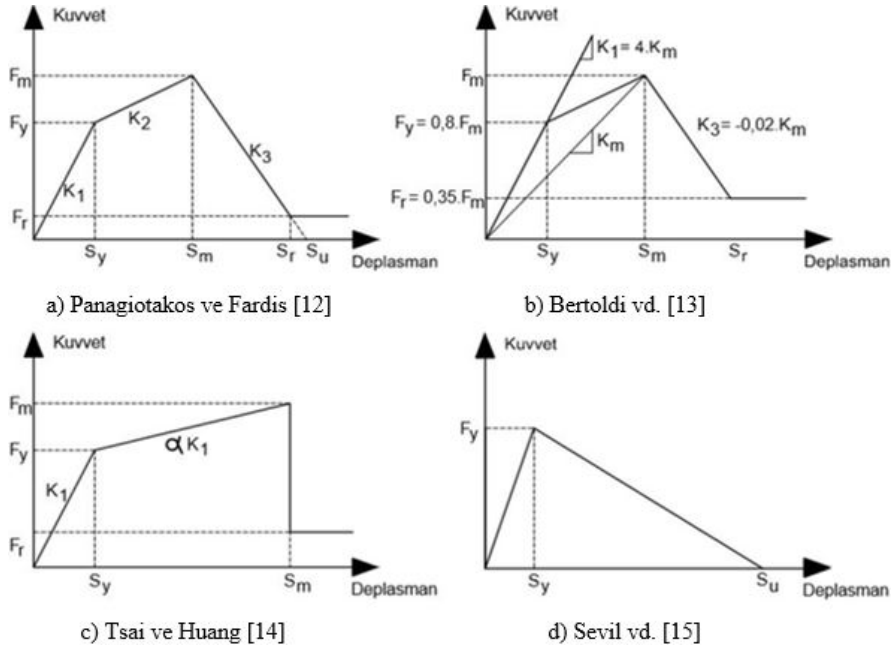 Kuvvet
Fm
Fy
Fr
K1
K2
K3
Sy
Sm
Sr
Su
Deplasman
a) Panagiotakos ve Fardis [12]
Kuvvet
K1= 4.Km
Fm
Fy = 0,8.Fm
K3= -0,02.Km
Km
Fr = 0,35.Fm
Sy
Sm
Sr
Deplasman
b) Bertoldi vd. [13]
Kuvvet
Fm
αK1
Fy
K1
Fr
Sy
Sm
Deplasman
c) Tsai ve Huang [14]
Kuvvet
Fy
Sy
Su
Deplasman
d) Sevil vd. [15]